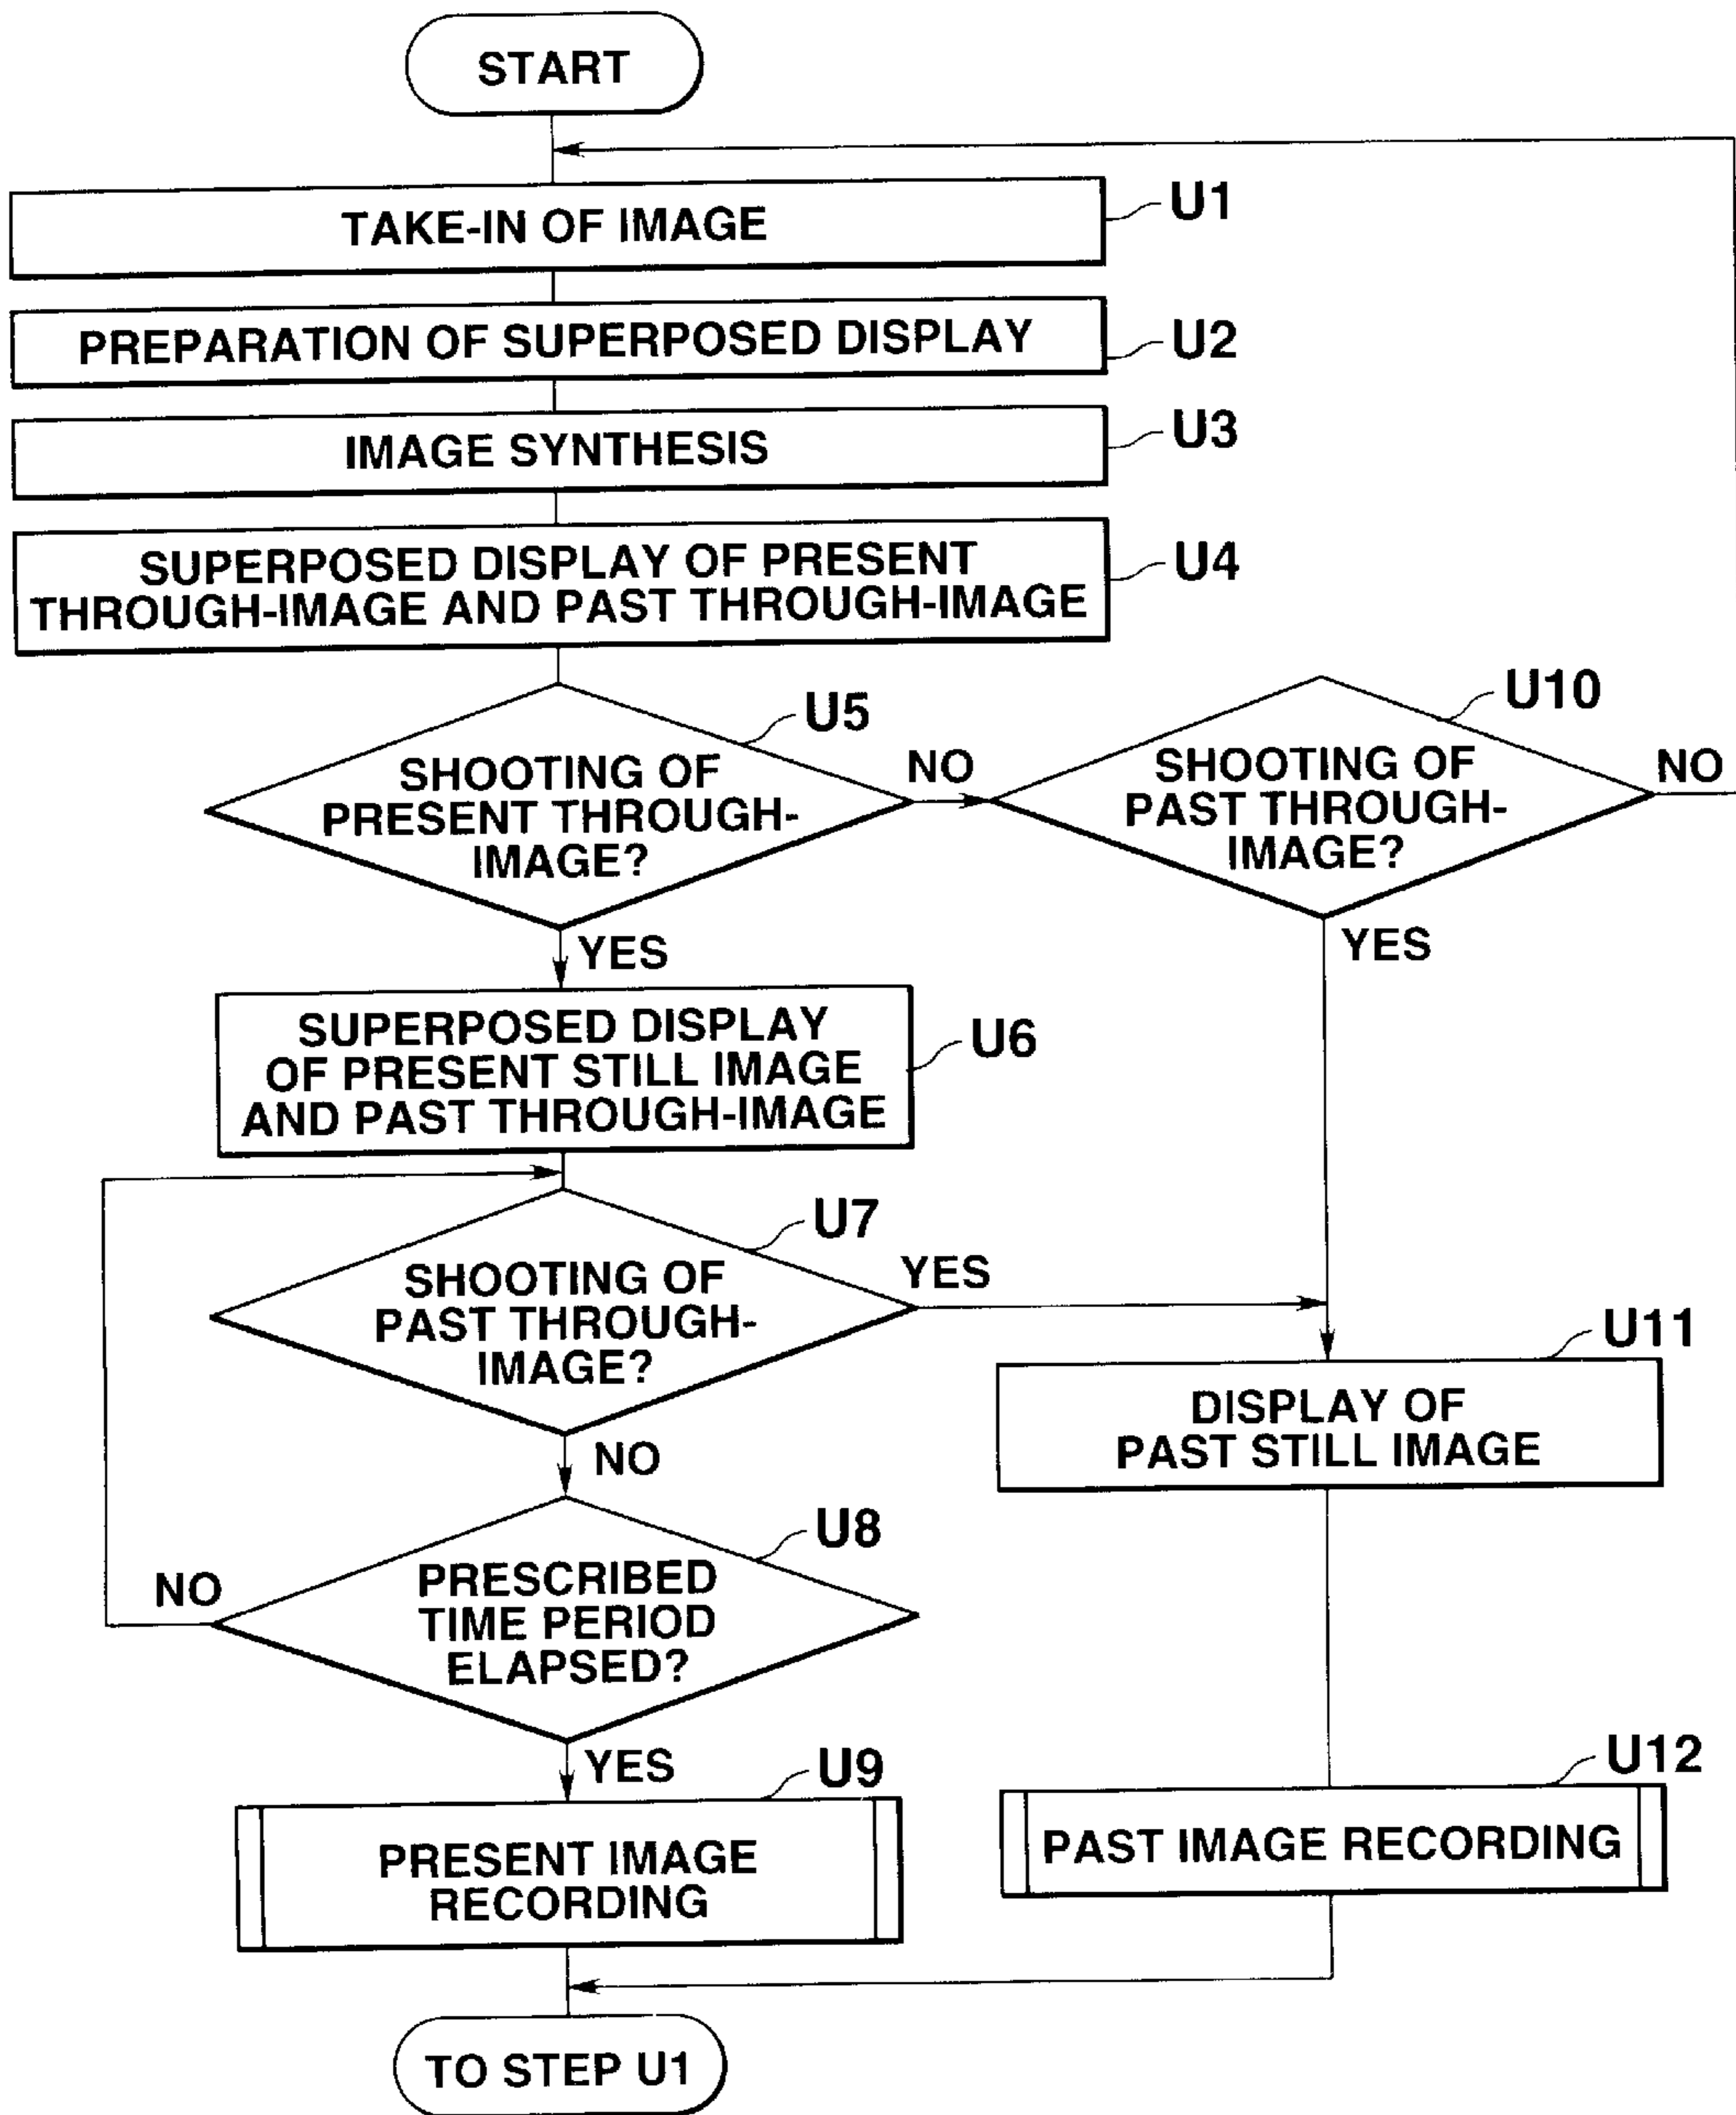 START
TAKE-IN OF IMAGE
U1
PREPARATION OF SUPERPOSED DISPLAY
U2
IMAGE SYNTHESIS
U3
SUPERPOSED DISPLAY OF PRESENT
THROUGH-IMAGE AND PAST THROUGH-IMAGE
U4
SHOOTING OF
PRESENT THROUGH-
IMAGE?
U5
NO
SHOOTING OF
PAST THROUGH-
IMAGE?
U10
NO
YES
YES
SUPERPOSED DISPLAY
OF PRESENT STILL IMAGE
AND PAST THROUGH-IMAGE
U6
SHOOTING OF
PAST THROUGH-
IMAGE?
U7
YES
NO
DISPLAY OF
PAST STILL IMAGE
U11
PRESCRIBED
TIME PERIOD
ELAPSED?
U8
NO
YES
PRESENT IMAGE
RECORDING
U9
PAST IMAGE RECORDING
U12
TO STEP U1